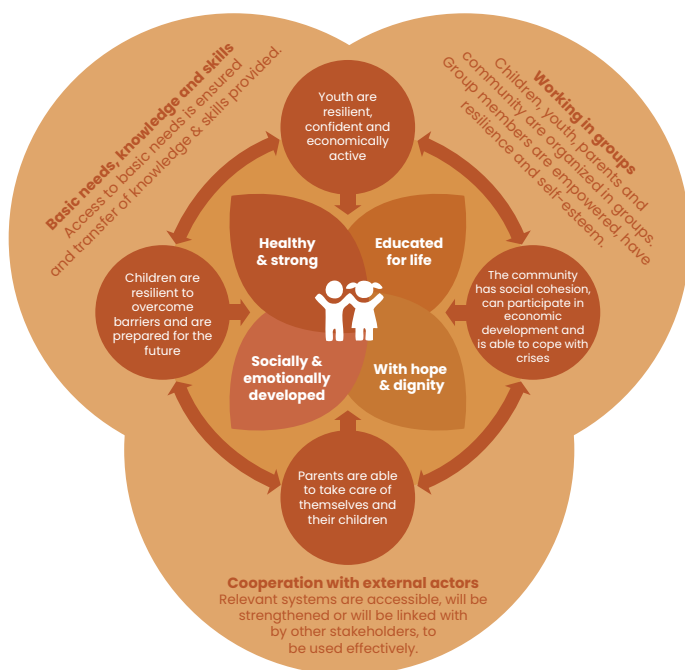 Basic needs, knowledge and skills
Access to basic needs is ensured
and transfer of knowledge & skills provided.
Working in groups
Children, youth, parents and
community are organized in groups.
Group members are empowered, have
resilience and self-esteem.
Youth are
resilient,
confident and
economically
active
Healthy
& strong
Educated
for life
Children are
resilient to
overcome
barriers and are
prepared for the
future
The community
has social cohesion,
can participate in
economic
development and
is able to cope with
crises
Socially &
emotionally
developed
With hope
& dignity
Parents are able
to take care of
themselves and
their children
Cooperation with external actors
Relevant systems are accessible, will be
strengthened or will be linked with
by other stakeholders, to
be used effectively.